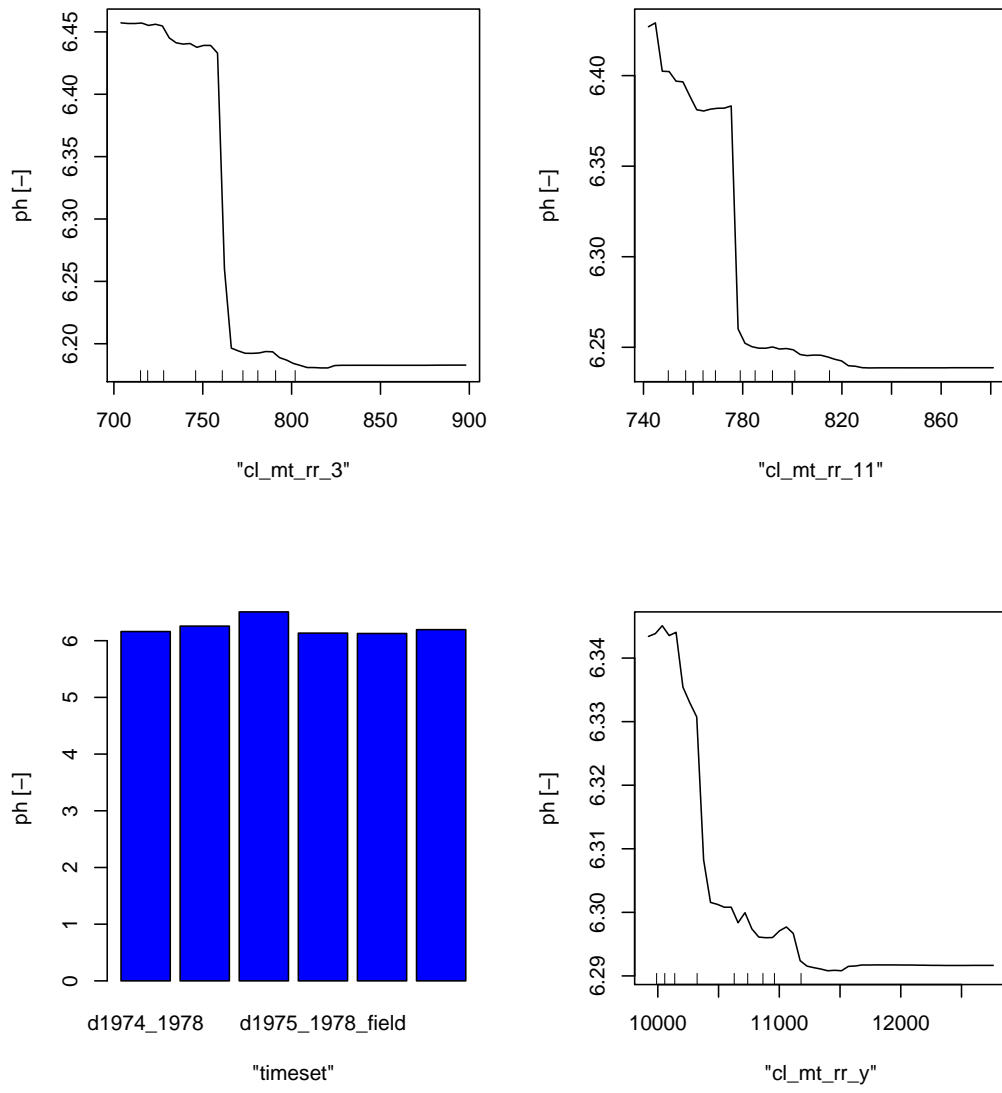 6.45
6.40
6.35
6.30
6.25
6.20
ph [−]
700 750 800 850 900
"cl_mt_rr_3"
6.40
6.35
6.30
6.25
ph [−]
740 780 820 860
"cl_mt_rr_11"
6
5
4
3
2
1
0
ph [−]
d1974_1978 d1975_1978_field
"timeset"
6.34
6.33
6.32
6.31
6.30
6.29
ph [−]
10000 11000 12000
"cl_mt_rr_y"